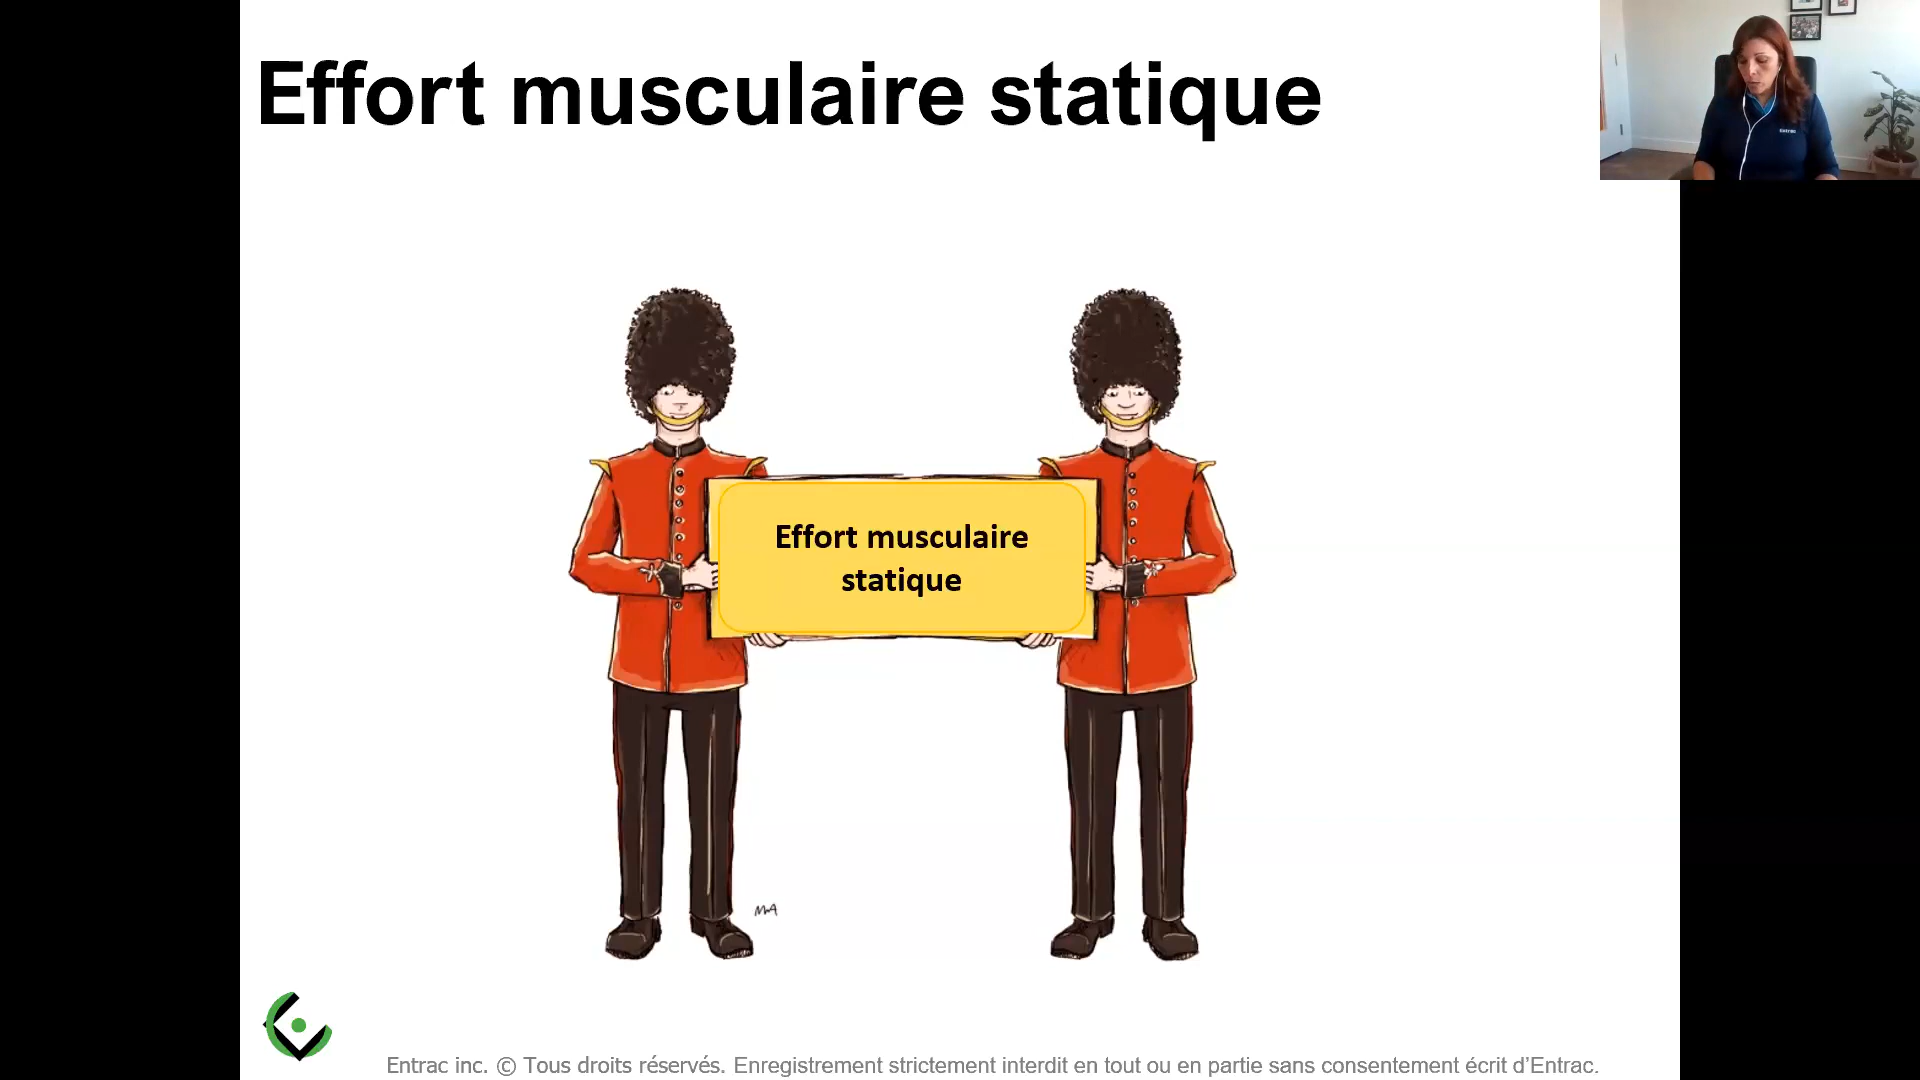 Effort musculaire statique
Effort musculaire
statique
MA
Entrac inc. © Tous droits réservés. Enregistrement strictement interdit en tout ou en partie sans consentement écrit d’Entrac.